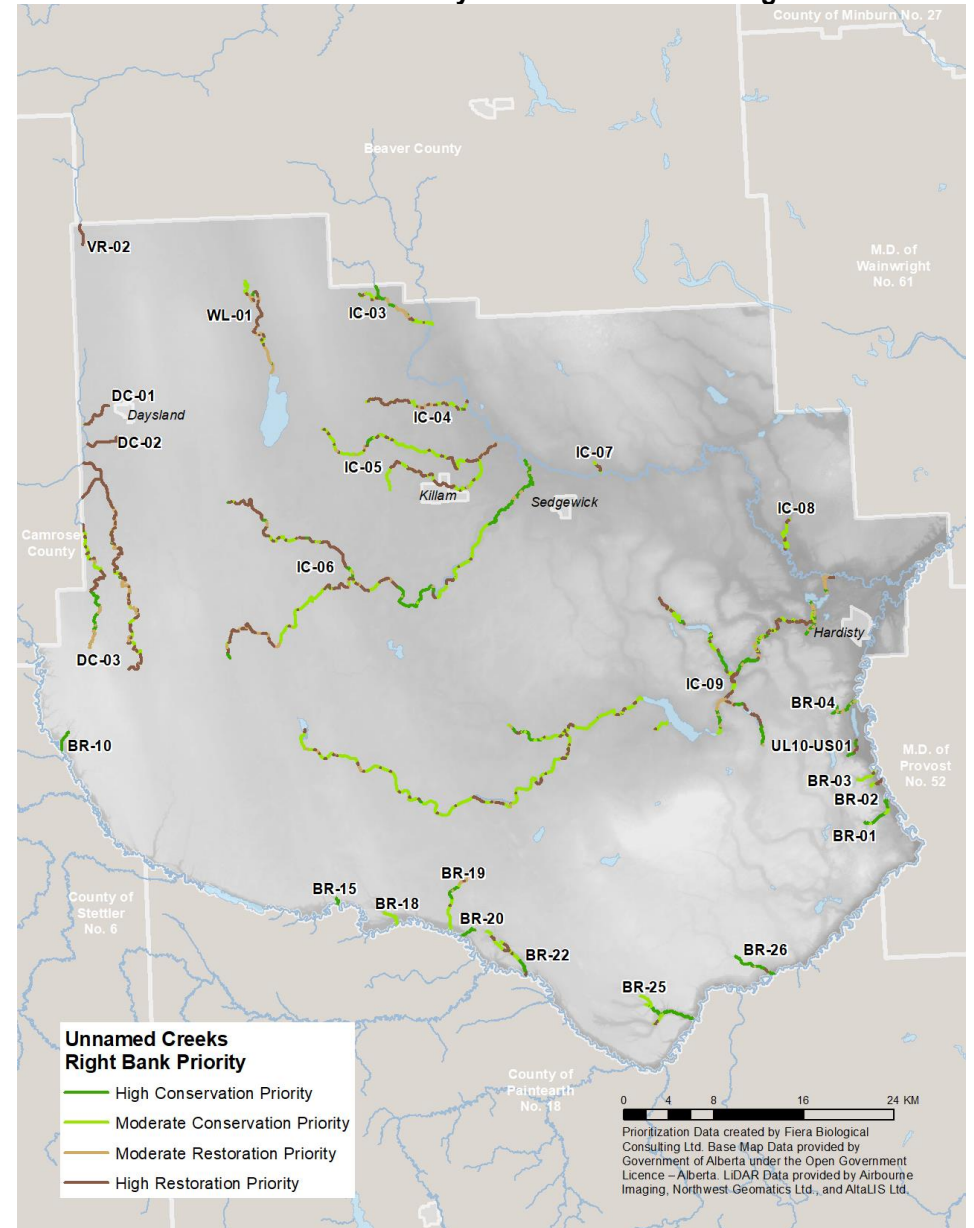 County of Minburn No. 27
Beaver County
M.D. of
Wainwright
No. 61
VR-02
WL-01
IC-03
DC-01
Daysland
DC-02
IC-04
IC-05
Killam
IC-07
Sedgewick
IC-08
Camrose
County
IC-06
Hardisty
DC-03
IC-09
BR-04
BR-10
UL10-US01
M.D. of
Provost
No. 52
BR-03
BR-02
BR-01
BR-19
BR-15
BR-18
BR-20
County of
Stettler
No. 6
BR-22
BR-26
BR-25
Unnamed Creeks
Right Bank Priority
High Conservation Priority
Moderate Conservation Priority
Moderate Restoration Priority
High Restoration Priority
County of
Paintearth
No. 18
0 4 8 16 24 KM
Prioritization Data created by Fiera Biological
Consulting Ltd. Base Map Data provided by
Government of Alberta under the Open Government
Licence – Alberta. LiDAR Data provided by Airbourne
Imaging, Northwest Geomatics Ltd., and AltaLIS Ltd.